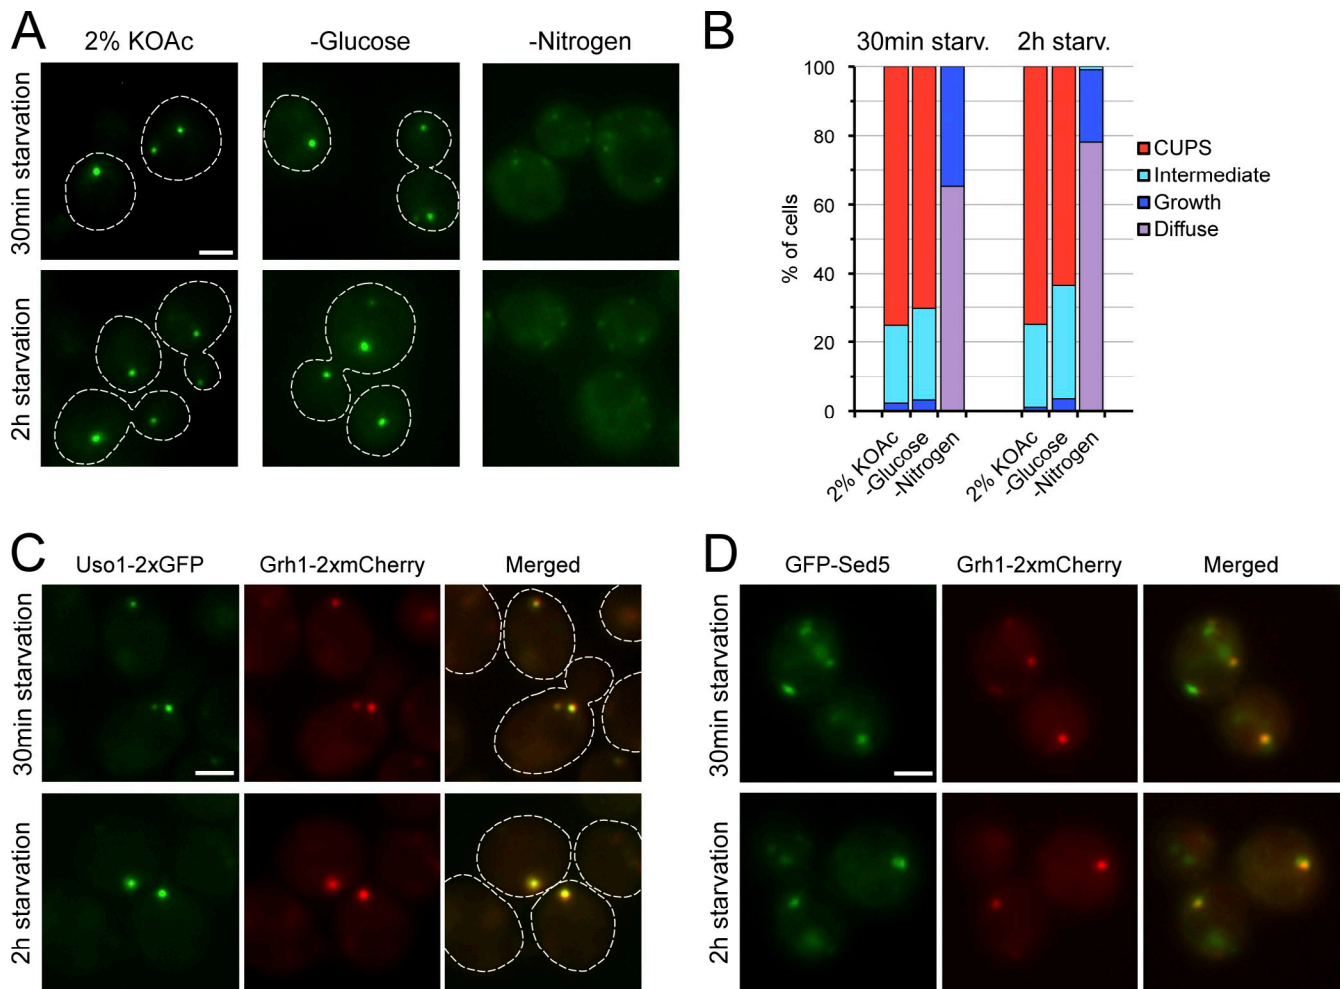 A
2% KOAc
-Glucose
-Nitrogen
30min starvation
2h starvation
B
30min starv.
2h starv.
% of cells
100
80
60
40
20
0
2% KOAc
-Glucose
-Nitrogen
2% KOAc
-Glucose
-Nitrogen
CUPS
Intermediate
Growth
Diffuse
C
Uso1-2xGFP
Grh1-2xmCherry
Merged
30min starvation
2h starvation
D
GFP-Sed5
Grh1-2xmCherry
Merged
30min starvation
2h starvation